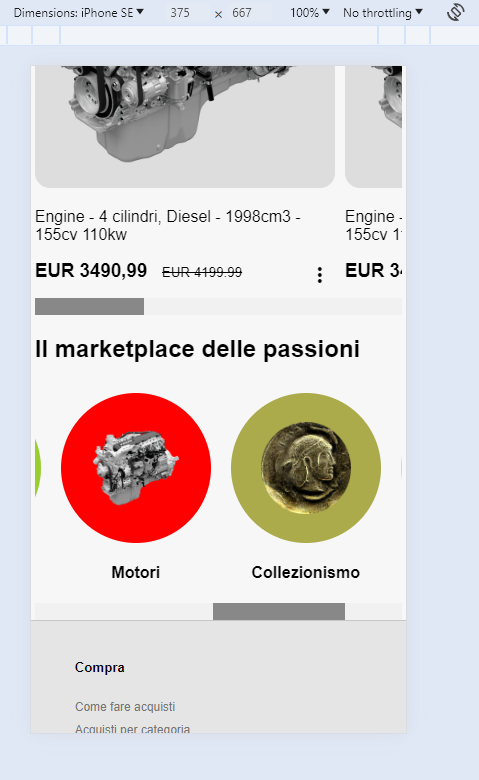 Dimensions: iPhone SE 375 × 667 100% No throttling
Engine - 4 cilindri, Diesel - 1998cm3 -
155cv 110kw
Engine -
155cv 1
EUR 3490,99 EUR 4199.99
EUR 34
Il marketplace delle passioni
Motori
Collezionismo
Compra
Come fare acquisti
Acquisti per categoria